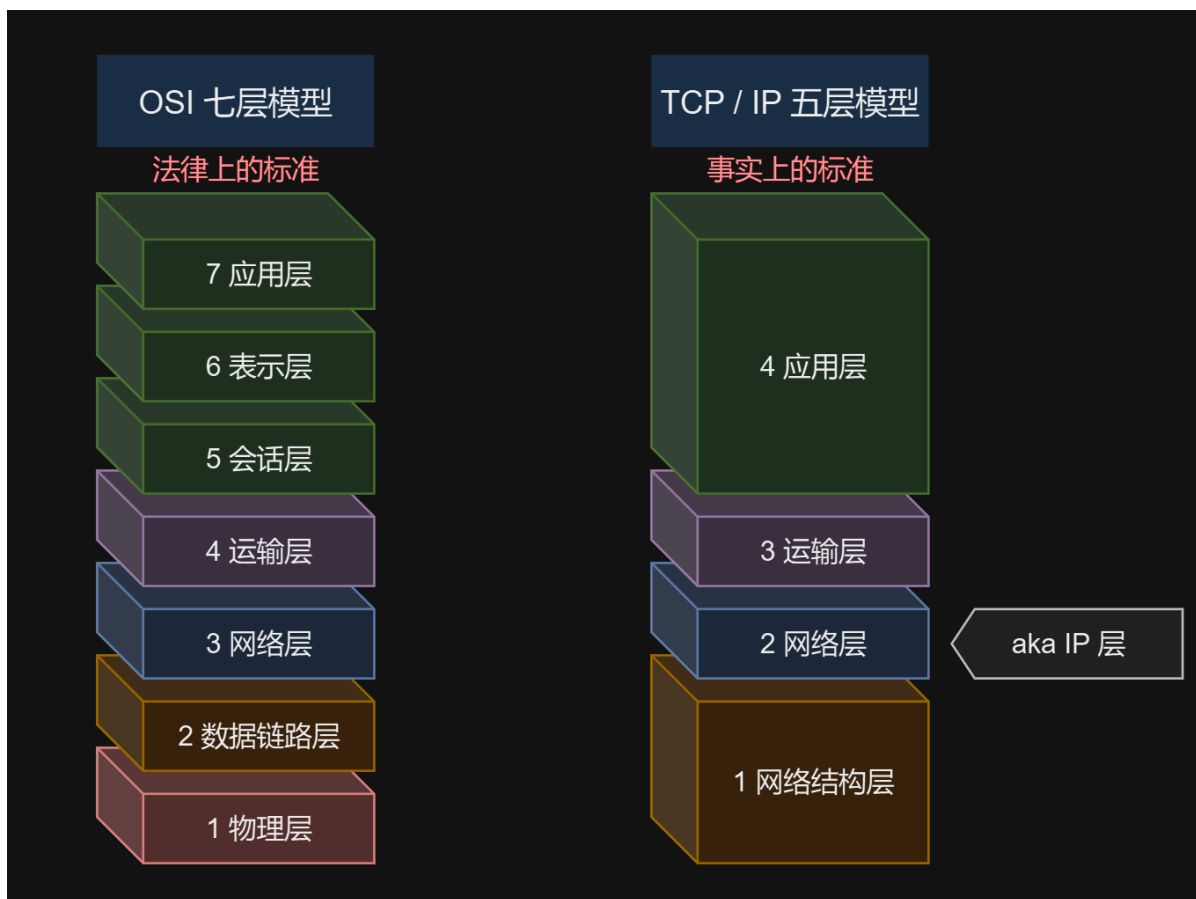 OSI 七层模型
法律上的标准
7 应用层
6 表示层
5 会话层
4 运输层
3 网络层
2 数据链路层
1 物理层
TCP / IP 五层模型
事实上的标准
4 应用层
3 运输层
2 网络层
1 网络结构层
aka IP 层